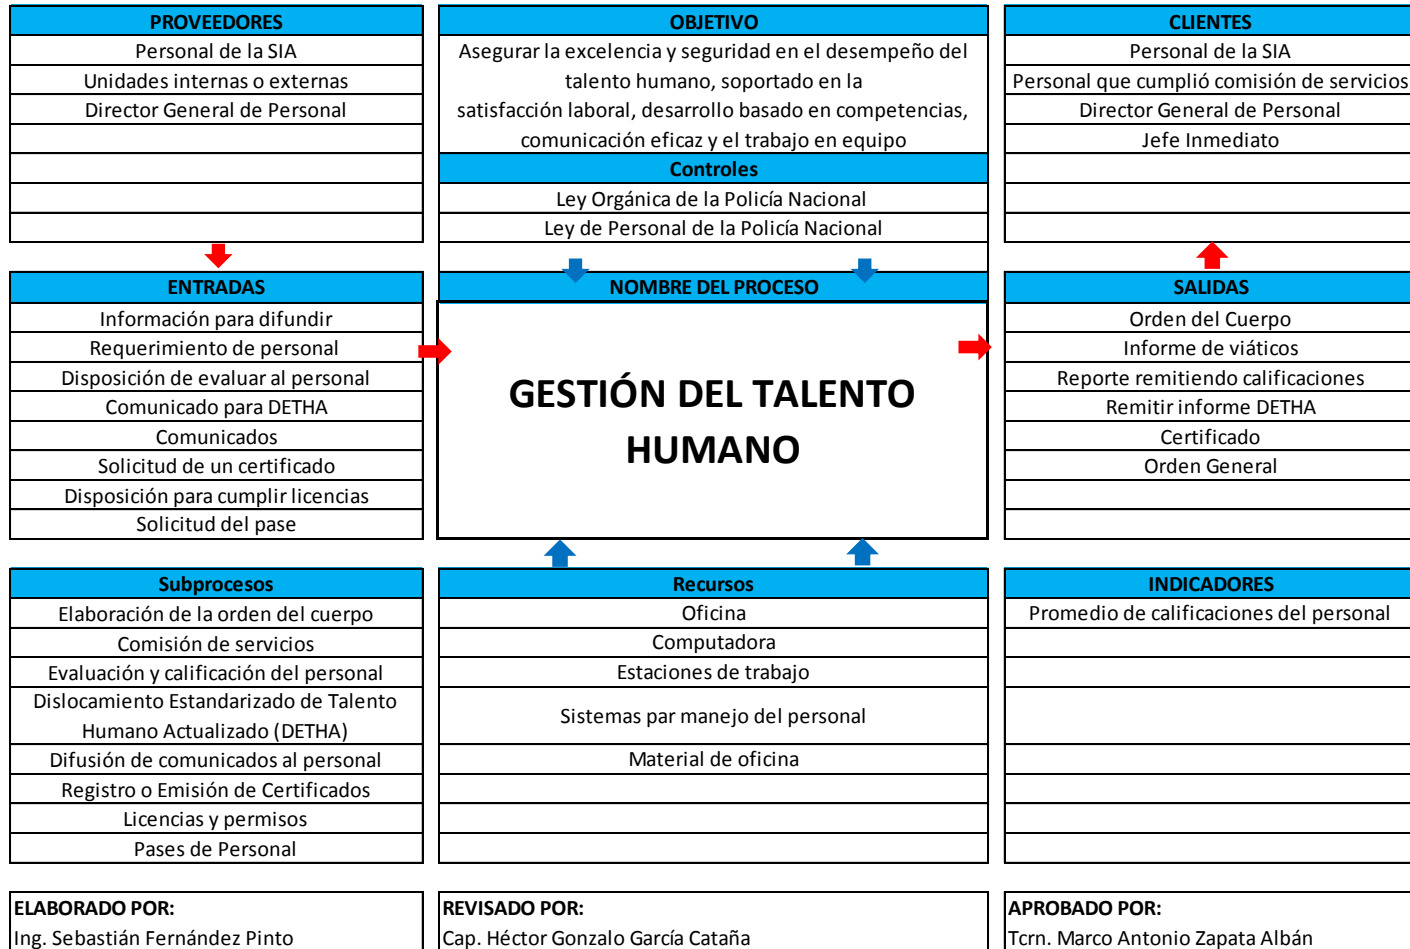 PROVEEDORES
Personal de la SIA
Unidades internas o externas
Director General de Personal
OBJETIVO
Asegurar la excelencia y seguridad en el desempeño del
talento humano, soportado en la
satisfacción laboral, desarrollo basado en competencias,
comunicación eficaz y el trabajo en equipo
Controles
Ley Orgánica de la Policía Nacional
Ley de Personal de la Policía Nacional
CLIENTES
Personal de la SIA
Personal que cumplió comisión de servicios
Director General de Personal
Jefe Inmediato
ENTRADAS
Información para difundir
Requerimiento de personal
Disposición de evaluar al personal
Comunicado para DETHA
Comunicados
Solicitud de un certificado
Disposición para cumplir licencias
Solicitud del pase
NOMBRE DEL PROCESO
GESTIÓN DEL TALENTO
HUMANO
SALIDAS
Orden del Cuerpo
Informe de viáticos
Reporte remitiendo calificaciones
Remitir informe DETHA
Certificado
Orden General
Subprocesos
Elaboración de la orden del cuerpo
Comisión de servicios
Evaluación y calificación del personal
Dislocamiento Estandarizado de Talento
Humano Actualizado (DETHA)
Difusión de comunicados al personal
Registro o Emisión de Certificados
Licencias y permisos
Pases de Personal
Recursos
Oficina
Computadora
Estaciones de trabajo
Sistemas par manejo del personal
Material de oficina
INDICADORES
Promedio de calificaciones del personal
ELABORADO POR:
Ing. Sebastián Fernández Pinto
REVISADO POR:
Cap. Héctor Gonzalo García Cataña
APROBADO POR:
Tcrn. Marco Antonio Zapata Albán